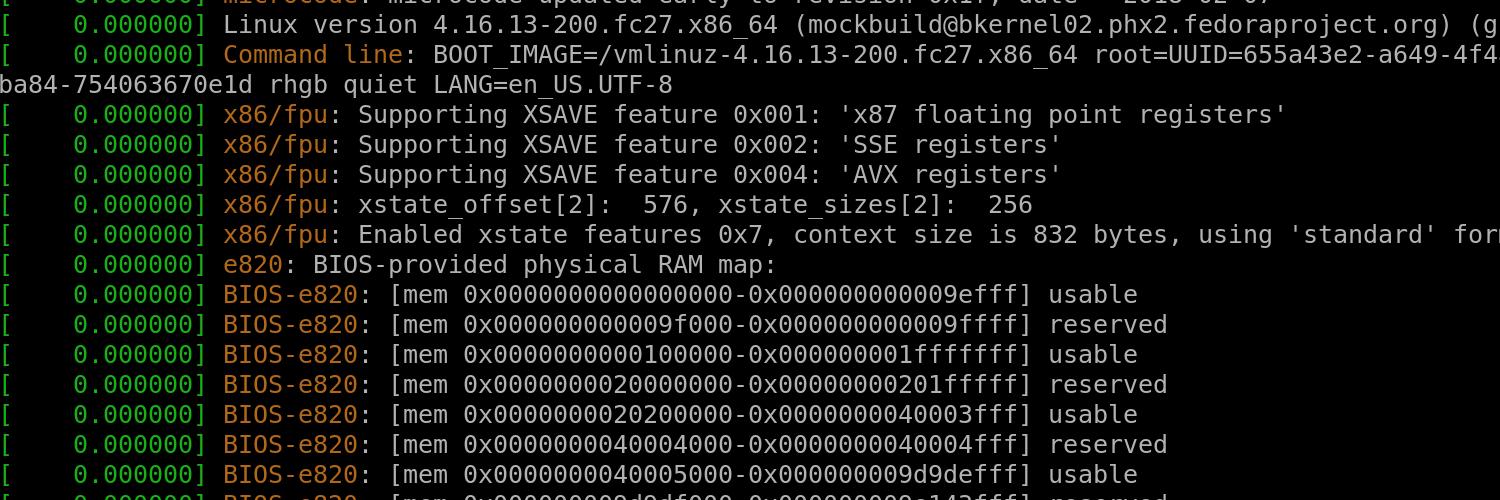 microcode: microcode updated early to revision 0x1f, date = 2018-02-07
[    0.000000] Linux version 4.16.13-200.fc27.x86_64 (mockbuild@bkernel02.phx2.fedoraproject.org) (g
[    0.000000] Command line: BOOT_IMAGE=/vmlinuz-4.16.13-200.fc27.x86_64 root=UUID=655a43e2-a649-4f4
ba84-754063670e1d rhgb quiet LANG=en_US.UTF-8
[    0.000000] x86/fpu: Supporting XSAVE feature 0x001: 'x87 floating point registers'
[    0.000000] x86/fpu: Supporting XSAVE feature 0x002: 'SSE registers'
[    0.000000] x86/fpu: Supporting XSAVE feature 0x004: 'AVX registers'
[    0.000000] x86/fpu: xstate_offset[2]:  576, xstate_sizes[2]:  256
[    0.000000] x86/fpu: Enabled xstate features 0x7, context size is 832 bytes, using 'standard' for
[    0.000000] e820: BIOS-provided physical RAM map:
[    0.000000] BIOS-e820: [mem 0x0000000000000000-0x000000000009efff] usable
[    0.000000] BIOS-e820: [mem 0x000000000009f000-0x000000000009ffff] reserved
[    0.000000] BIOS-e820: [mem 0x0000000000100000-0x000000001fffffff] usable
[    0.000000] BIOS-e820: [mem 0x0000000020000000-0x00000000201fffff] reserved
[    0.000000] BIOS-e820: [mem 0x0000000020200000-0x0000000040003fff] usable
[    0.000000] BIOS-e820: [mem 0x0000000040004000-0x0000000040004fff] reserved
[    0.000000] BIOS-e820: [mem 0x0000000040005000-0x000000009d9defff] usable